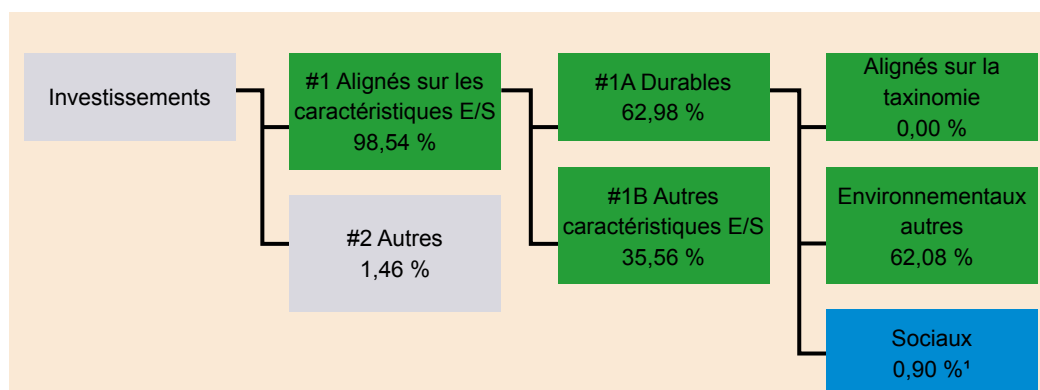 Investissements
#1 Alignés sur les
caractéristiques E/S
98,54 %
#2 Autres
1,46 %
#1A Durables
62,98 %
#1B Autres
caractéristiques E/S
35,56 %
Alignés sur la
taxinomie
0,00 %
Environnementaux
autres
62,08 %
Sociaux
0,90 %¹